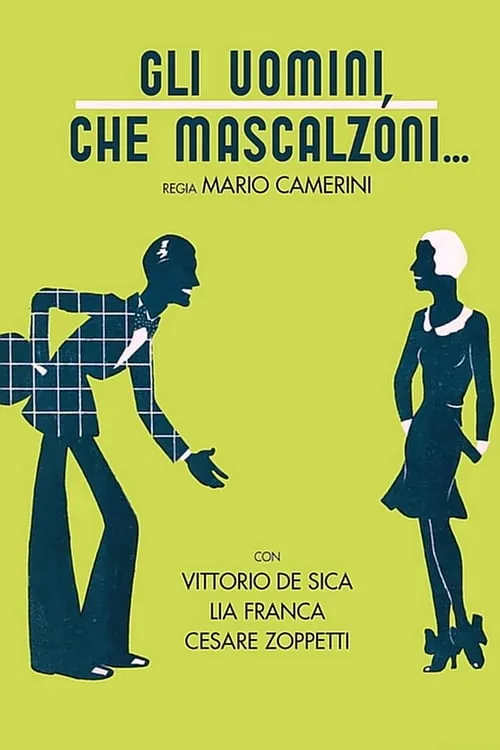 GLI UOMINI,
CHE MASCALZONI...
REGIA MARIO CAMERINI
CON
VITTORIO DE SICA
LIA FRANCA
CESARE ZOPPETTI